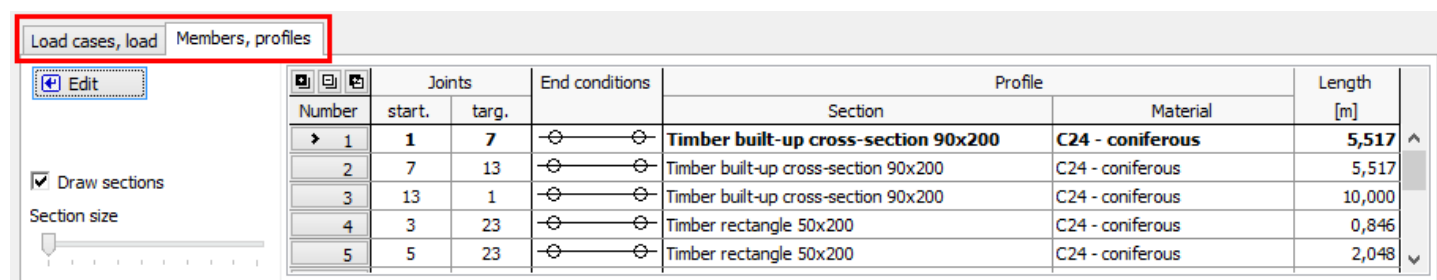 Load cases, load Members, profiles
Edit
Joints End conditions Profile Length
Number start. targ. Section Material [m]
1 1 7 Timber built-up cross-section 90x200 C24 - coniferous 5,517
2 7 13 Timber built-up cross-section 90x200 C24 - coniferous 5,517
Draw sections
3 13 1 Timber built-up cross-section 90x200 C24 - coniferous 10,000
Section size
4 3 23 Timber rectangle 50x200 C24 - coniferous 0,846
5 5 23 Timber rectangle 50x200 C24 - coniferous 2,048